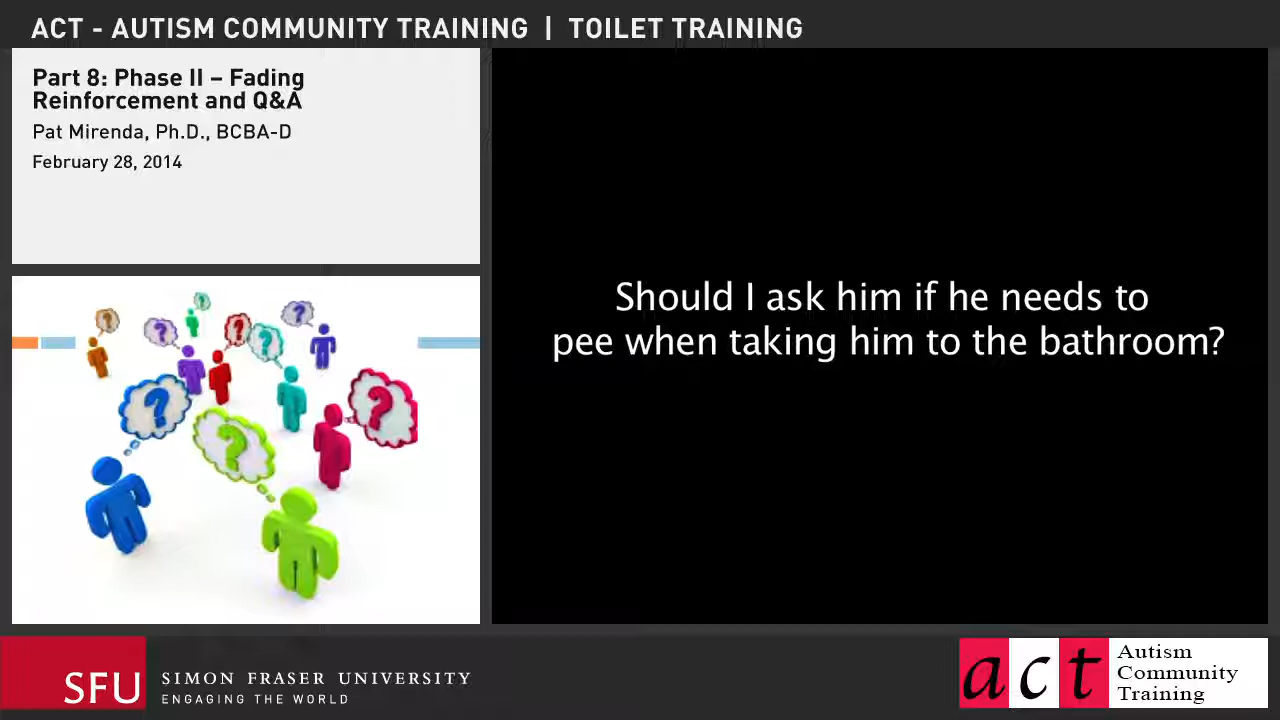 ACT - AUTISM COMMUNITY TRAINING | TOILET TRAINING
Part 8: Phase II – Fading
Reinforcement and Q&A
Pat Mirenda, Ph.D., BCBA-D
February 28, 2014
Should I ask him if he needs to
pee when taking him to the bathroom?
? ? ? ? ? ? ? ? ?
SFU
SIMON FRASER UNIVERSITY
ENGAGING THE WORLD
act
Autism
Community
Training